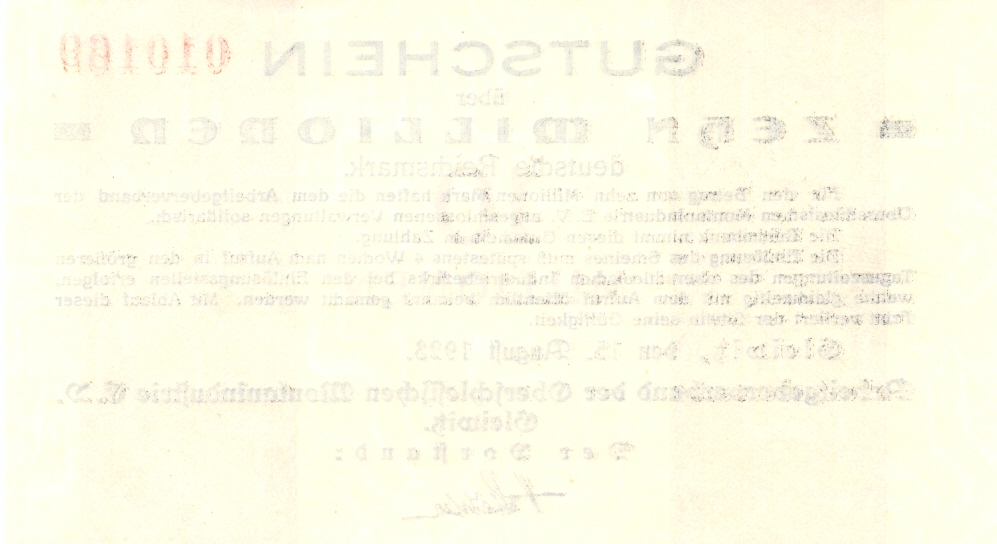 GUTSCHEIN 010169
über
ZEHN MILLIONEN
deutsche Reichsmark.
Für den Betrag von zehn Millionen Mark haften die dem Arbeitgeberverband der
Oberschlesischen Montanindustrie E. V. angeschlossenen Verwaltungen solidarisch.
Die nimmt diesen Gutschein in Zahlung.
Die Einlösung des Scheines muß spätestens 4 Wochen nach Aufruf in den größeren
Tageszeitungen des oberschlesischen Industriebezirks bei den Einlösungsstellen erfolgen,
welche gleichzeitig mit dem Aufruf öffentlich bekannt gemacht werden. Mit Ablauf dieser
Frist verliert der Schein seine Gültigkeit.
Gleiwitz, den 15. August 1923.
Arbeitgeberverband der Oberschlesischen Montanindustrie E. V.
Gleiwitz.
Der Vorstand: